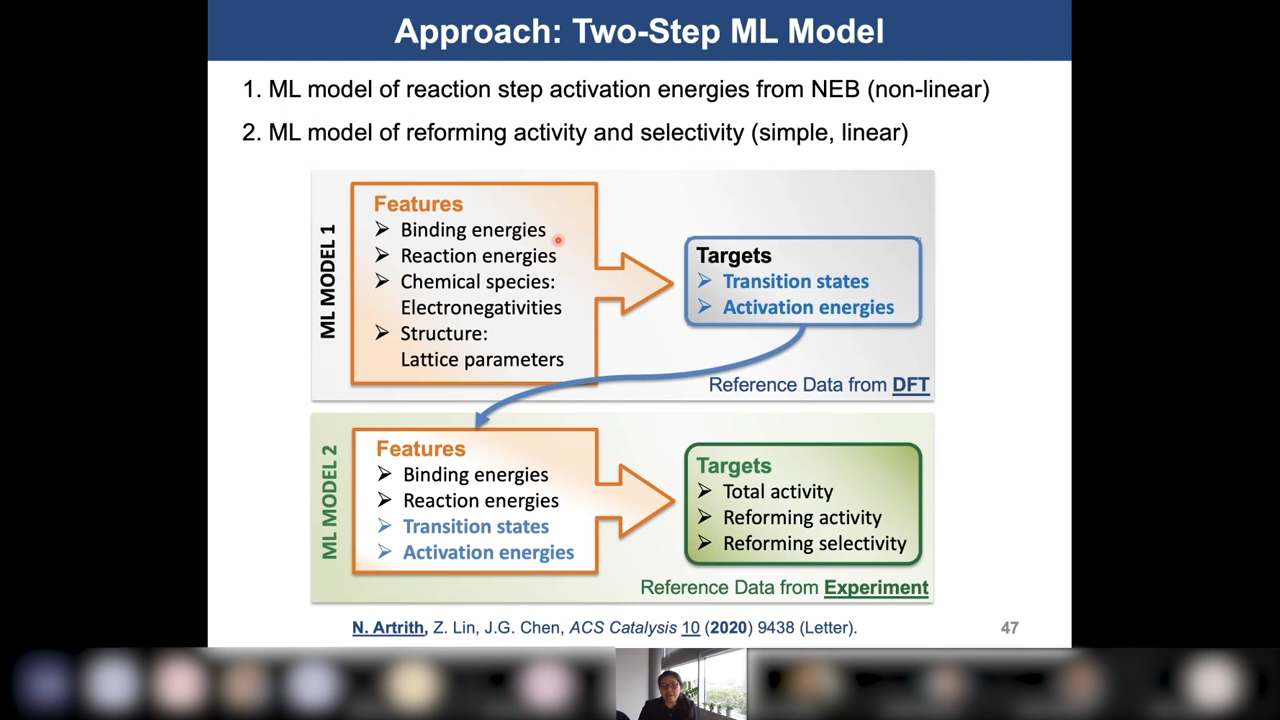 Approach: Two-Step ML Model
1. ML model of reaction step activation energies from NEB (non-linear)
2. ML model of reforming activity and selectivity (simple, linear)
ML MODEL 1
Features
➢ Binding energies
➢ Reaction energies
➢ Chemical species:
Electronegativities
➢ Structure:
Lattice parameters
Targets
➢ Transition states
➢ Activation energies
Reference Data from DFT
ML MODEL 2
Features
➢ Binding energies
➢ Reaction energies
➢ Transition states
➢ Activation energies
Targets
➢ Total activity
➢ Reforming activity
➢ Reforming selectivity
Reference Data from Experiment
N. Artrith, Z. Lin, J.G. Chen, ACS Catalysis 10 (2020) 9438 (Letter).
47